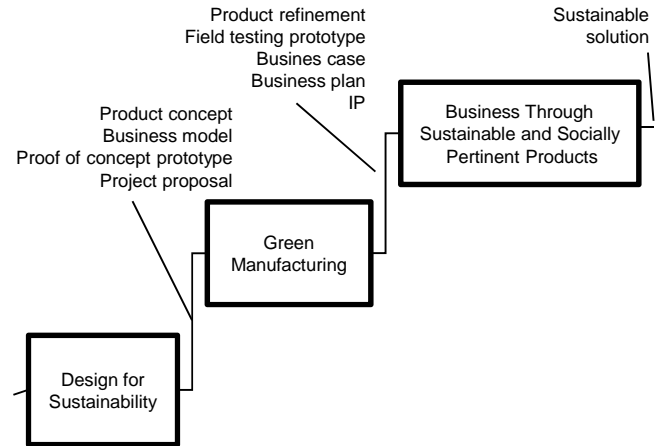 Product refinement
Field testing prototype
Busines case
Business plan
IP
Sustainable
solution
Business Through
Sustainable and Socially
Pertinent Products
Product concept
Business model
Proof of concept prototype
Project proposal
Green
Manufacturing
Design for
Sustainability